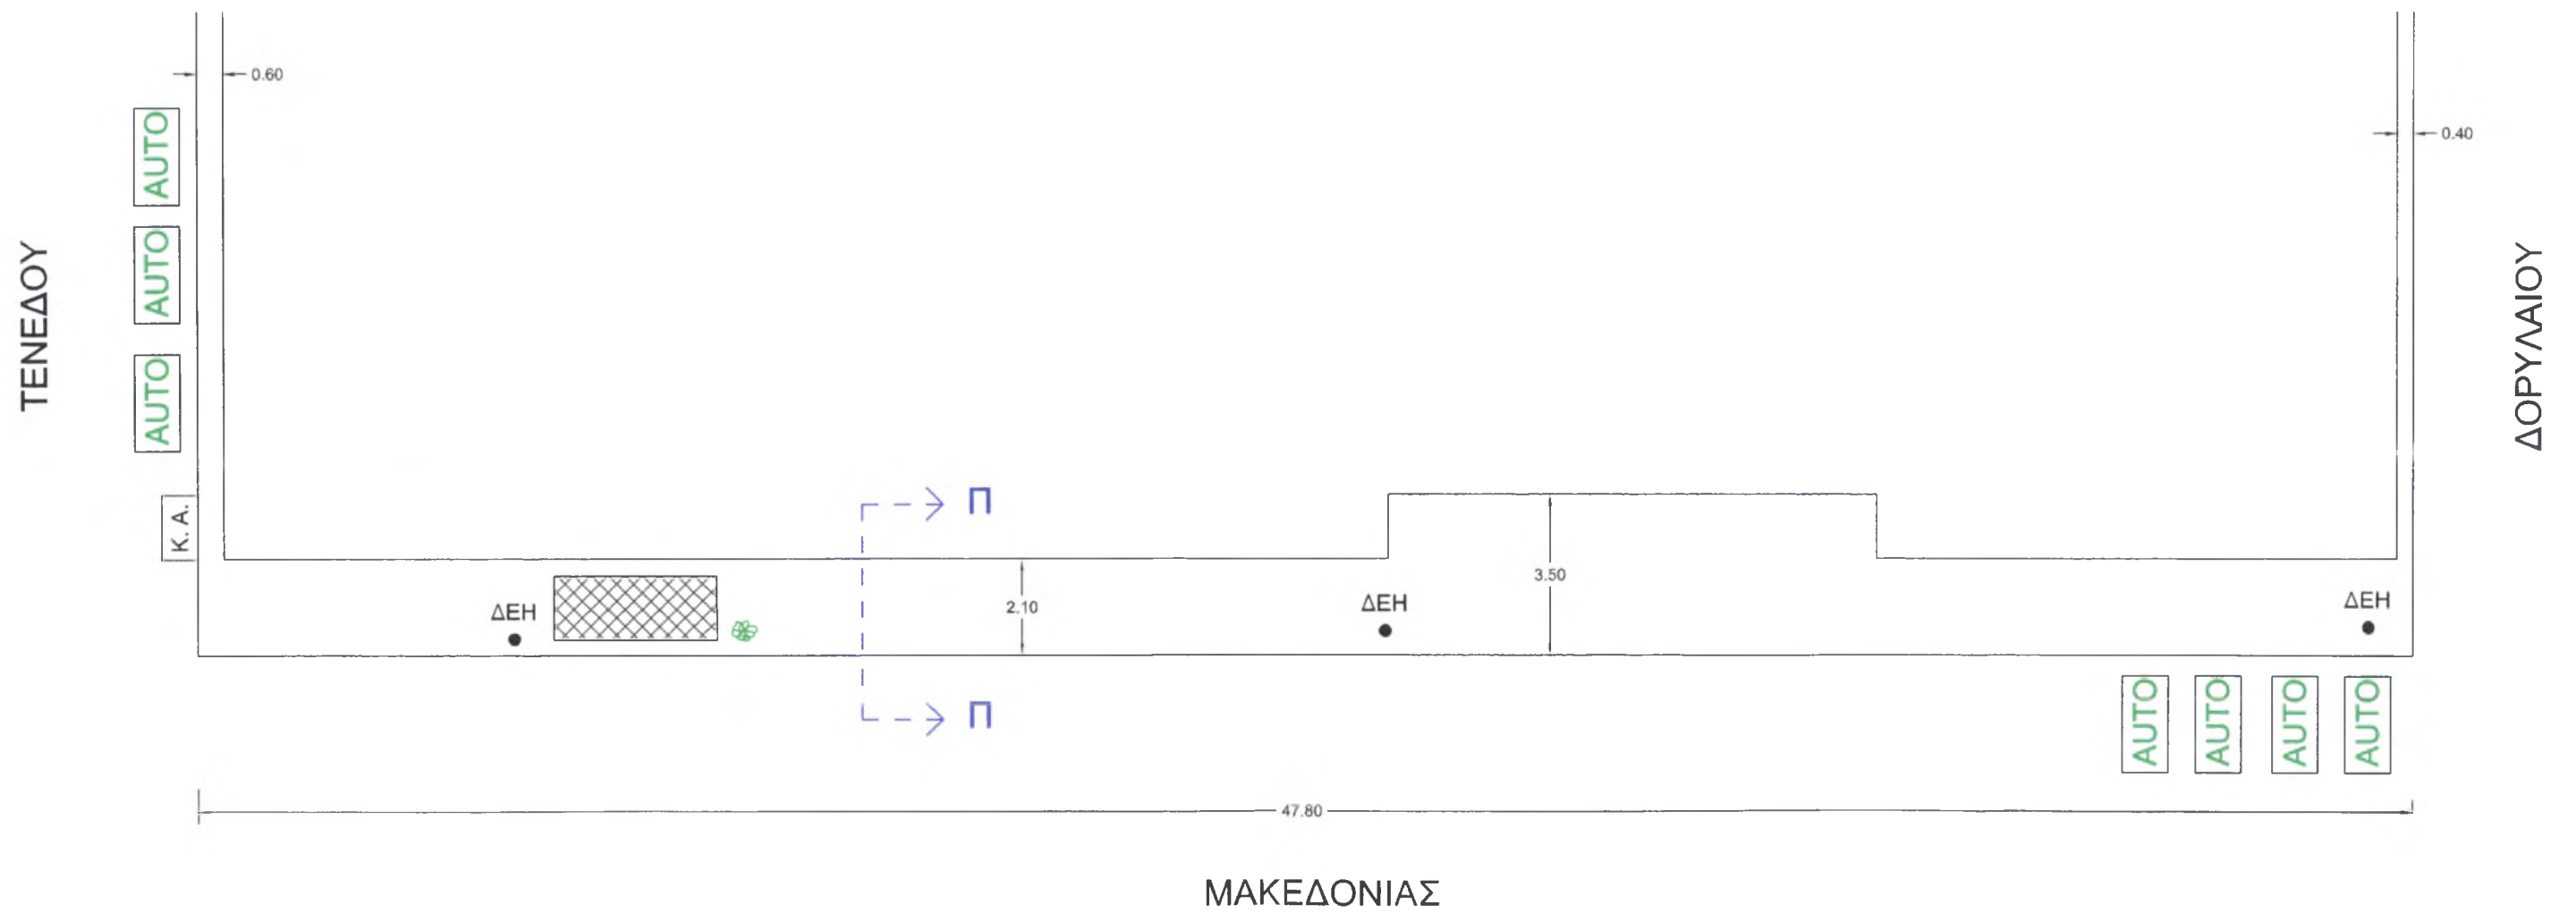 0.60
0.40
AUTO
AUTO
AUTO
ΤΕΝΕΔΟΥ
ΔΟΡΥΛΑΙΟΥ
Κ. Α.
Π
3.50
2.10
ΔΕΗ
ΔΕΗ
ΔΕΗ
Π
AUTO
AUTO
AUTO
AUTO
47.80
ΜΑΚΕΔΟΝΙΑΣ